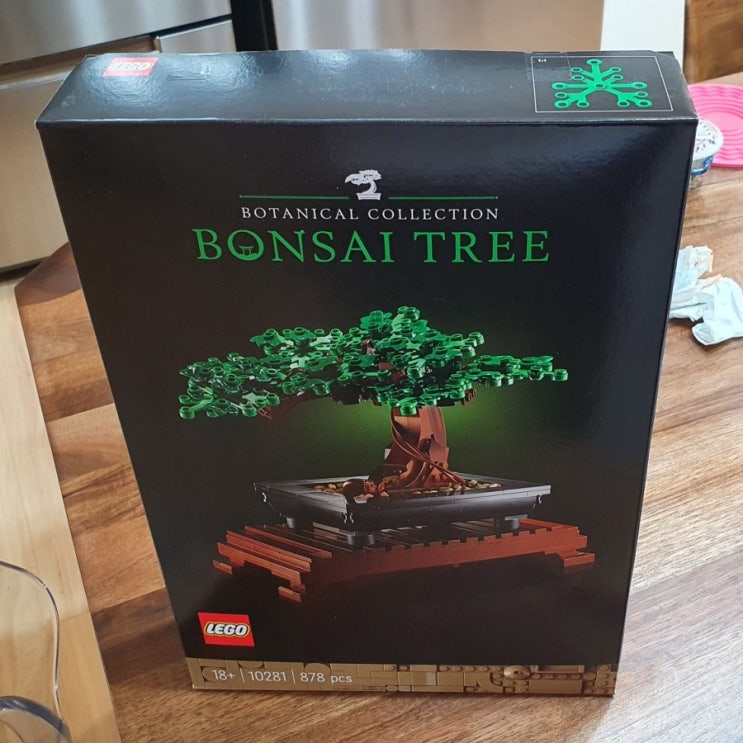 LEGO
BOTANICAL COLLECTION
BONSAI TREE
LEGO
18+ | 10281 | 878 pcs